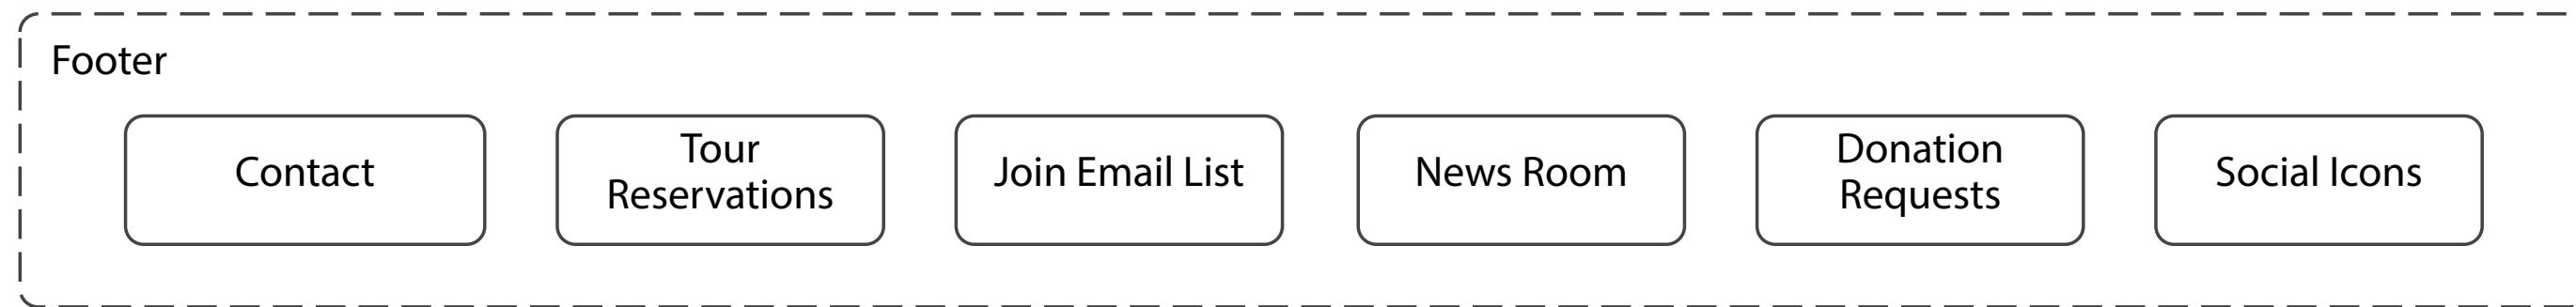 Footer
Contact
Tour
Reservations
Join Email List
News Room
Donation
Requests
Social Icons